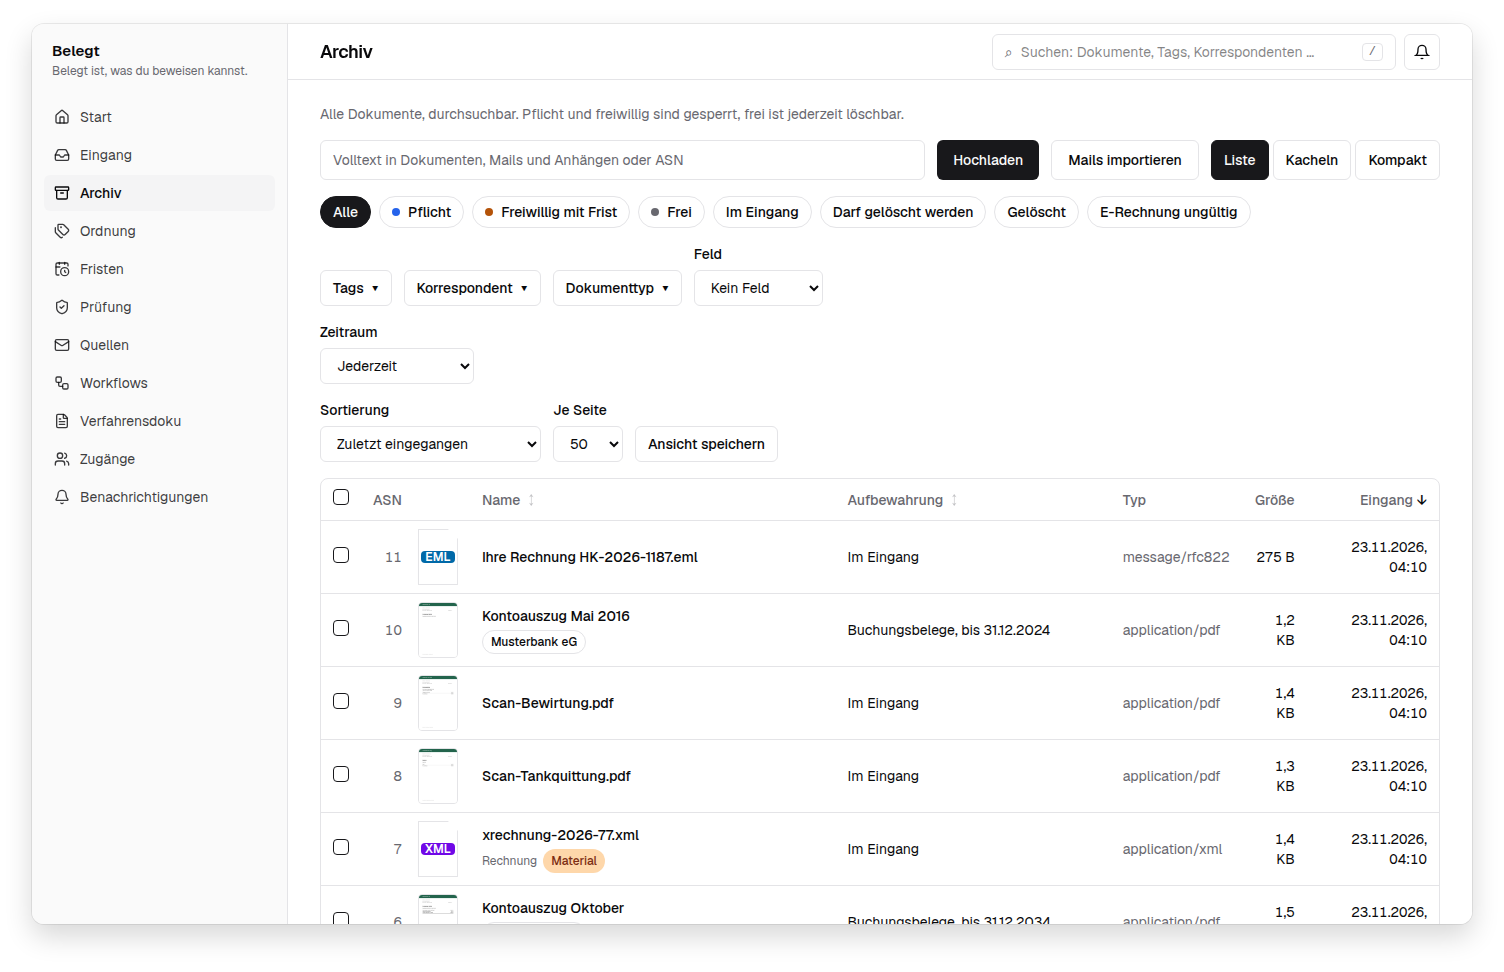 Belegt
Belegt ist, was du beweisen kannst.
Start
Eingang
Archiv
Ordnung
Fristen
Prüfung
Quellen
Workflows
Verfahrensdoku
Zugänge
Benachrichtigungen
Archiv
Suchen: Dokumente, Tags, Korrespondenten ...
/
Alle Dokumente, durchsuchbar. Pflicht und freiwillig sind gesperrt, frei ist jederzeit löschbar.
Volltext in Dokumenten, Mails und Anhängen oder ASN
Hochladen
Mails importieren
Liste
Kacheln
Kompakt
Alle
Pflicht
Freiwillig mit Frist
Frei
Im Eingang
Darf gelöscht werden
Gelöscht
E-Rechnung ungültig
Feld
Tags
Korrespondent
Dokumenttyp
Kein Feld
Zeitraum
Jederzeit
Sortierung
Je Seite
Zuletzt eingegangen
50
Ansicht speichern
ASN
Name
Aufbewahrung
Typ
Größe
Eingang
11
EML
Ihre Rechnung HK-2026-1187.eml
Im Eingang
message/rfc822
275 B
23.11.2026,
04:10
10
Kontoauszug Mai 2016
Musterbank eG
Buchungsbelege, bis 31.12.2024
application/pdf
1,2
KB
23.11.2026,
04:10
9
Scan-Bewirtung.pdf
Im Eingang
application/pdf
1,4
KB
23.11.2026,
04:10
8
Scan-Tankquittung.pdf
Im Eingang
application/pdf
1,3
KB
23.11.2026,
04:10
7
XML
xrechnung-2026-77.xml
Rechnung
Material
Im Eingang
application/xml
1,4
KB
23.11.2026,
04:10
6
Kontoauszug Oktober
Buchungsbelege, bis 31.12.2034
application/pdf
1,5
23.11.2026,